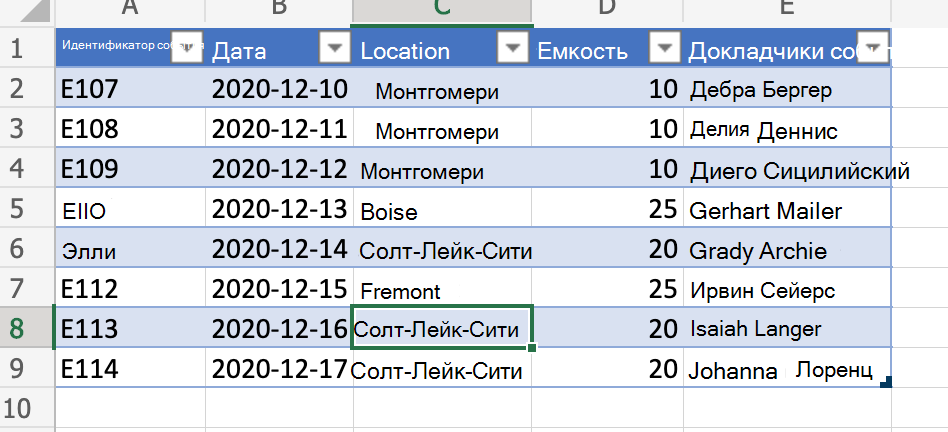 A B C D E
1 Идентификатор события Дата Location Емкость Докладчики событ
2 E107 2020-12-10 Монтгомери 10 Дебра Бергер
3 E108 2020-12-11 Монтгомери 10 Делия Деннис
4 E109 2020-12-12 Монтгомери 10 Диего Сицилийский
5 EIIO 2020-12-13 Boise 25 Gerhart Mailer
6 Элли 2020-12-14 Солт-Лейк-Сити 20 Grady Archie
7 E112 2020-12-15 Fremont 25 Ирвин Сейерс
8 E113 2020-12-16 Солт-Лейк-Сити 20 Isaiah Langer
9 E114 2020-12-17 Солт-Лейк-Сити 20 Johanna Лоренц
10